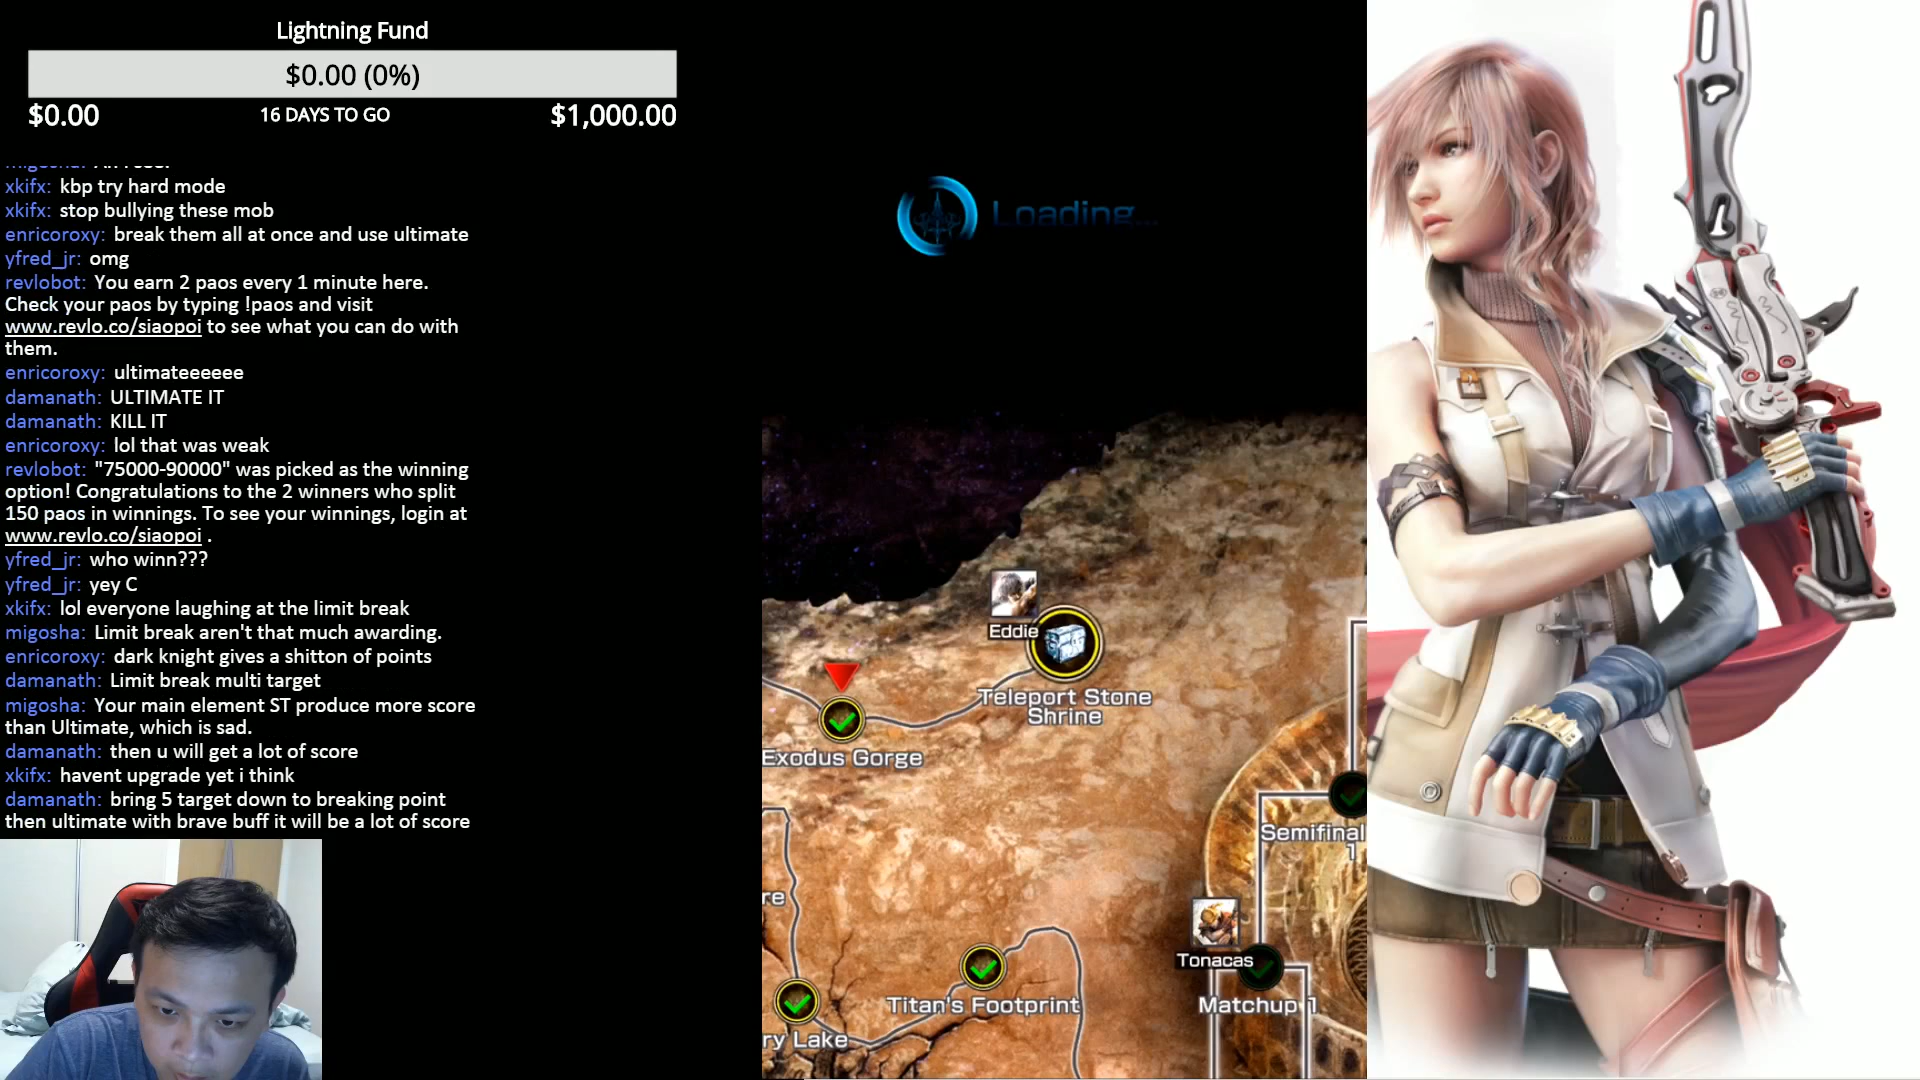 Lightning Fund
$0.00 (0%)
$0.00 16 DAYS TO GO $1,000.00
xkifx: kbp try hard mode
xkifx: stop bullying these mob
enricoroxy: break them all at once and use ultimate
yfred_jr: omg
revlobot: You earn 2 paos every 1 minute here.
Check your paos by typing !paos and visit
www.revlo.co/siaopoi to see what you can do with
them.
enricoroxy: ultimateeeeee
damanath: ULTIMATE IT
damanath: KILL IT
enricoroxy: lol that was weak
revlobot: "75000-90000" was picked as the winning
option! Congratulations to the 2 winners who split
150 paos in winnings. To see your winnings, login at
www.revlo.co/siaopoi .
yfred_jr: who winn???
yfred_jr: yey C
xkifx: lol everyone laughing at the limit break
migosha: Limit break aren't that much awarding.
enricoroxy: dark knight gives a shitton of points
damanath: Limit break multi target
migosha: Your main element ST produce more score
than Ultimate, which is sad.
damanath: then u will get a lot of score
xkifx: havent upgrade yet i think
damanath: bring 5 target down to breaking point
then ultimate with brave buff it will be a lot of score
Loading...
Eddie
Teleport Stone
Shrine
Exodus Gorge
Semifinal
1
re
Tonacas
Titan's Footprint
Matchup 1
ry Lake